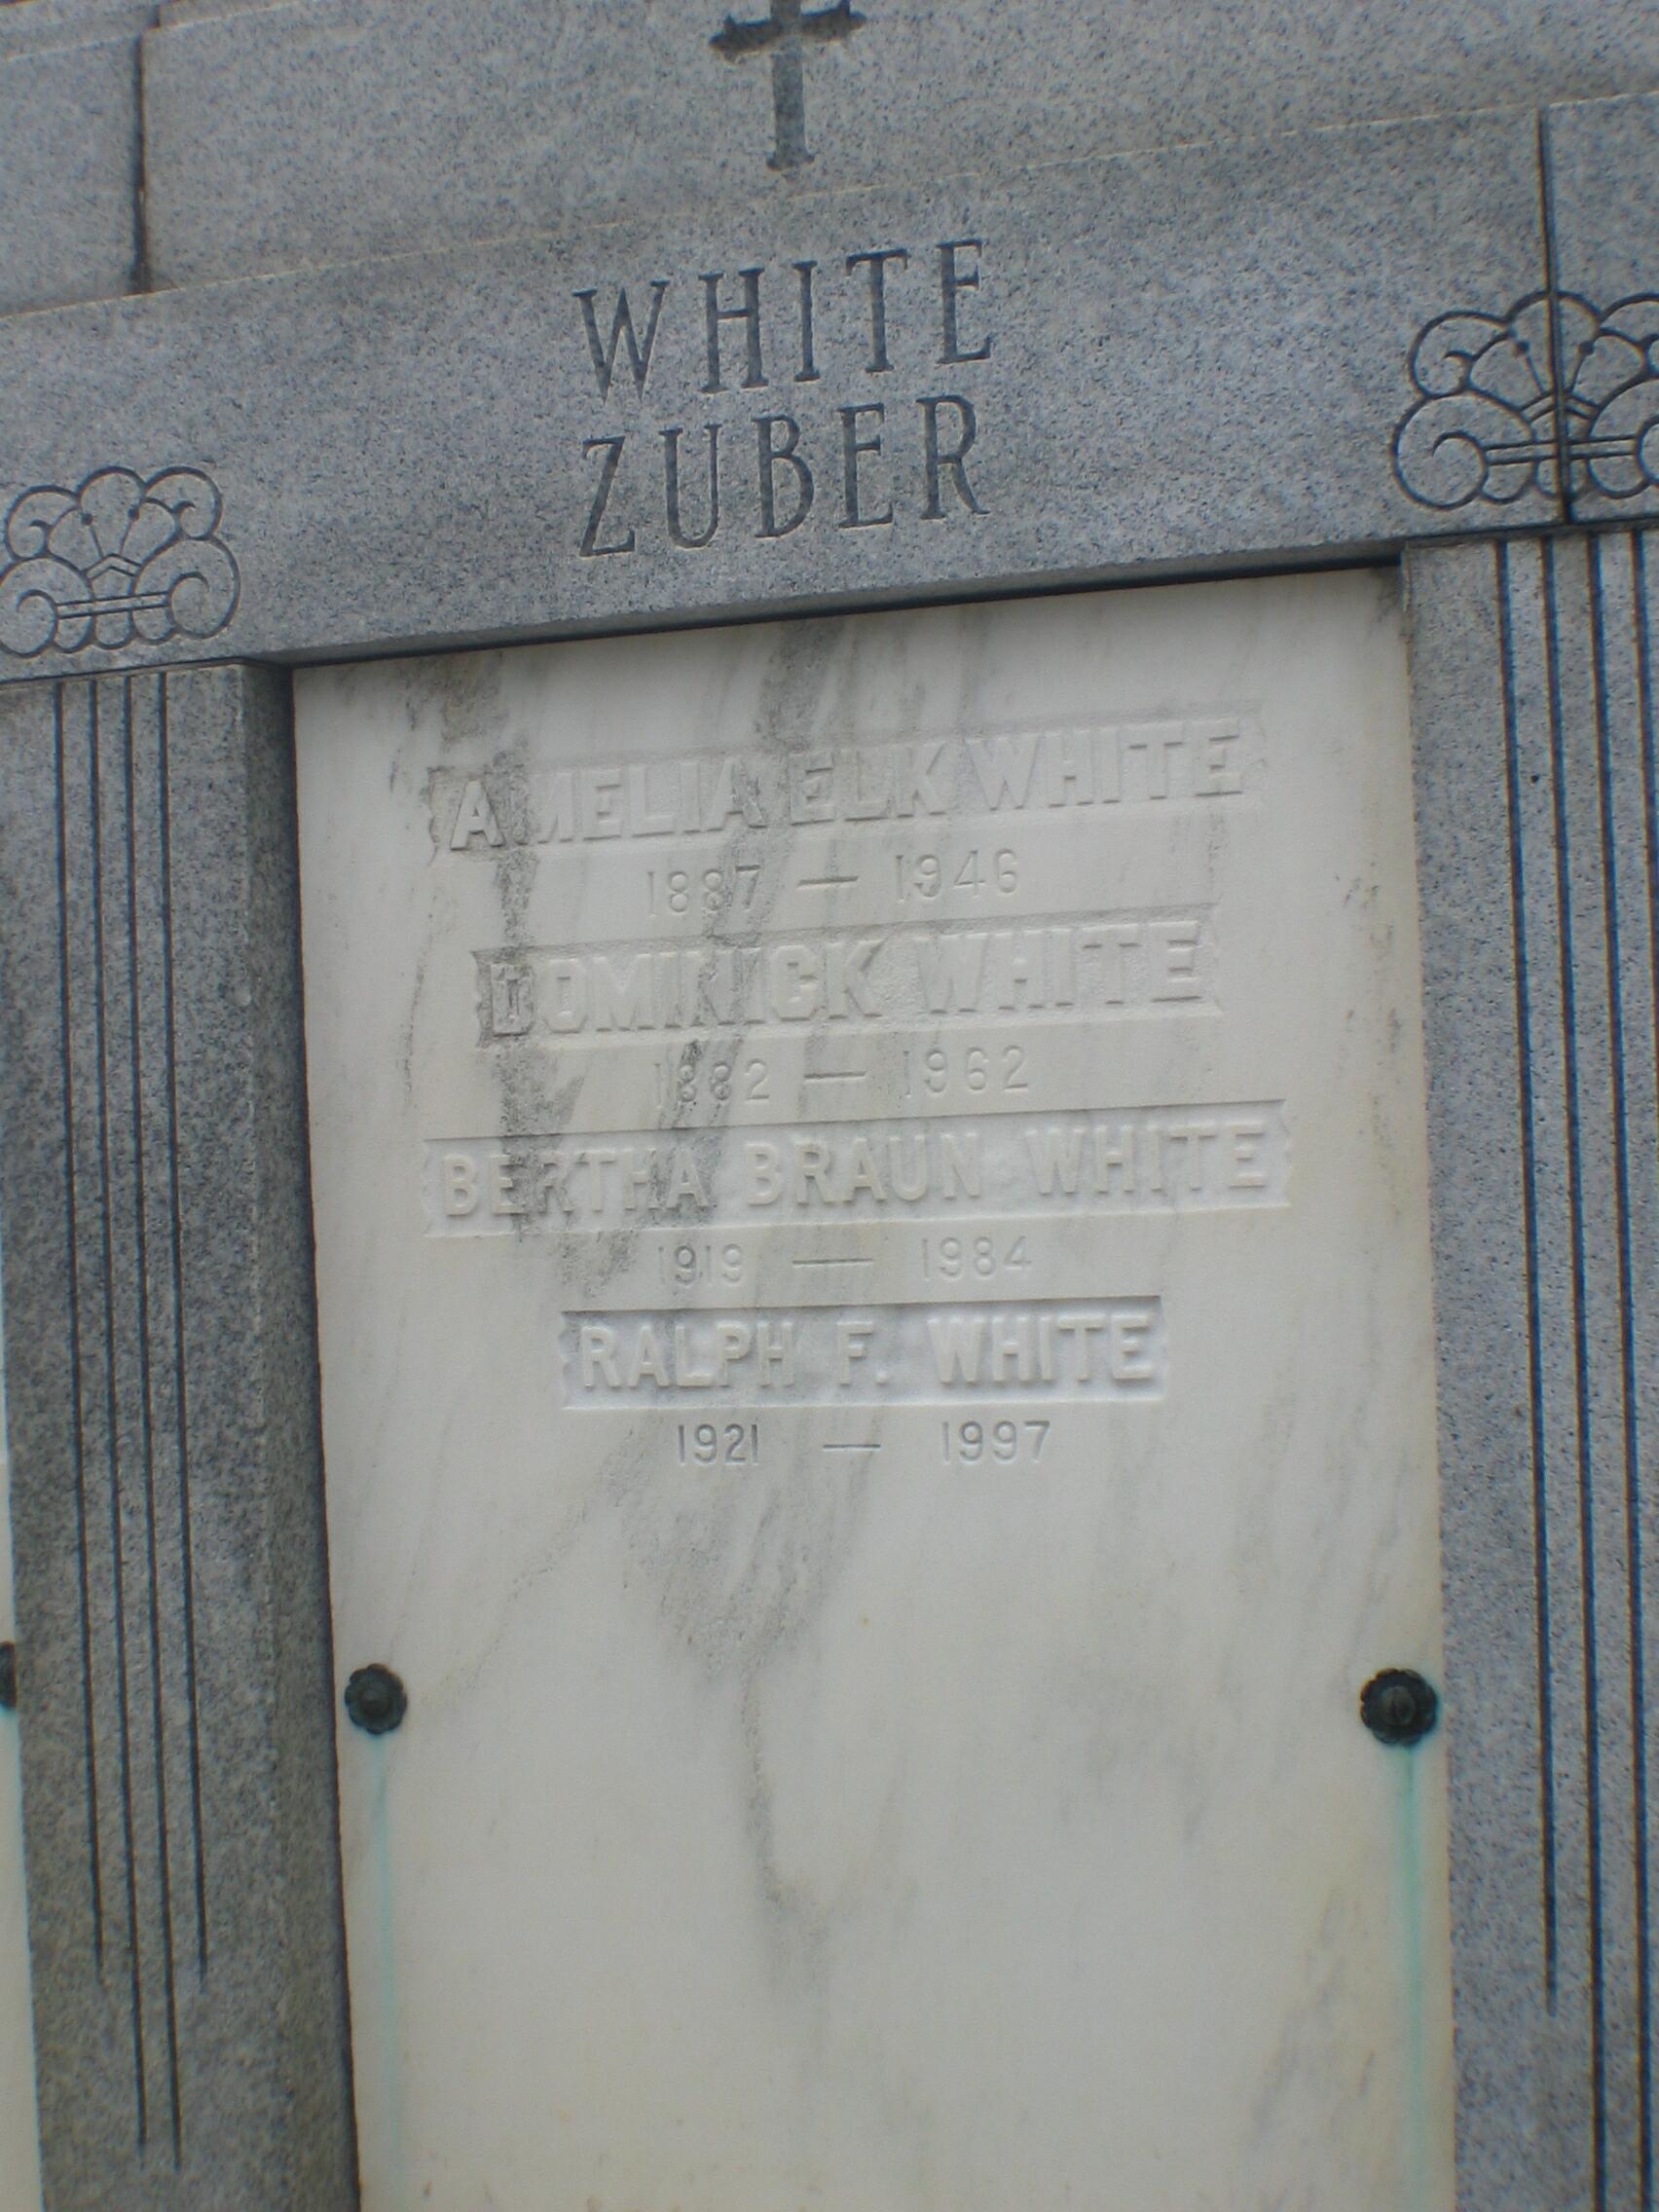 WHITE
ZUBER
AMELIA ELK WHITE
1887 — 1946
DOMINICK WHITE
1882 — 1962
BERTHA BRAUN WHITE
1919 — 1984
RALPH F. WHITE
1921 — 1997